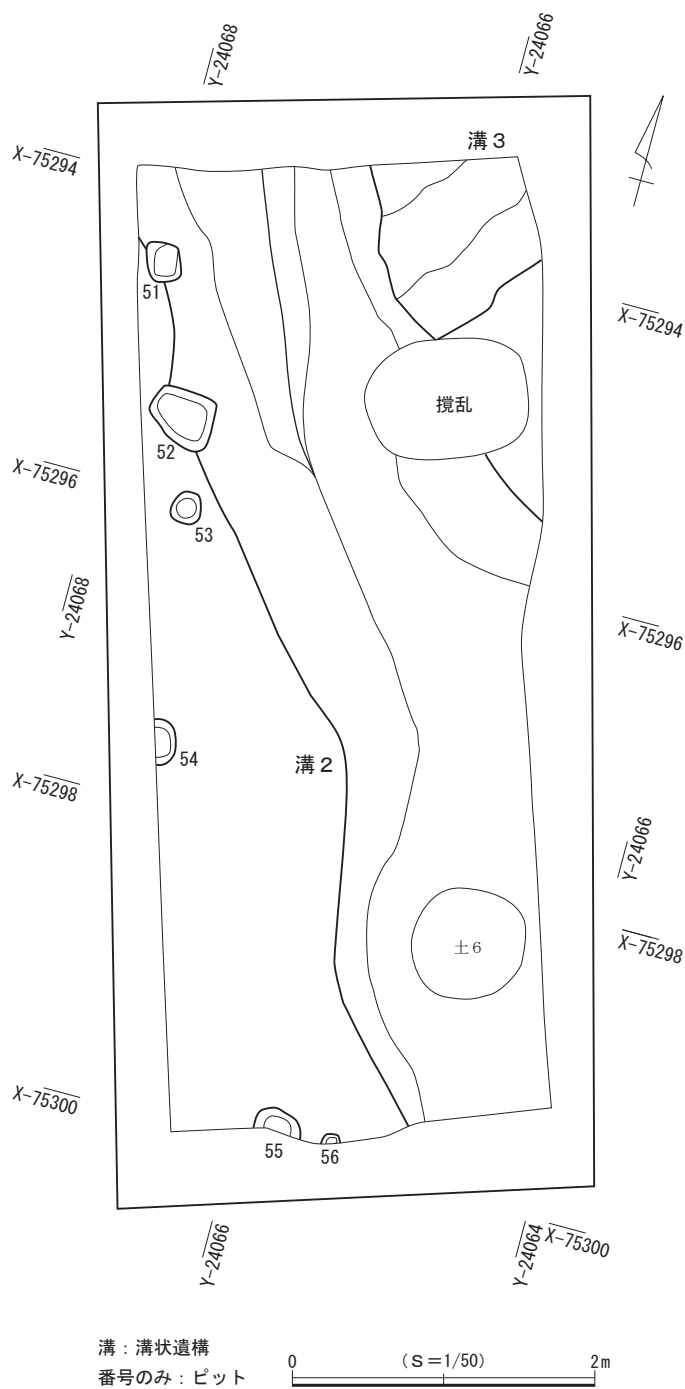 Y-24068
Y-24066
X-75294
溝３
51
X-75294
撹乱
52
X-75296
53
Y-24068
X-75296
54
溝２
X-75298
Y-24066
土６
X-75298
X-75300
55
56
Y-24066
Y-24064
X-75300
溝：溝状遺構
番号のみ：ピット
0 （Ｓ＝1/50） 2m